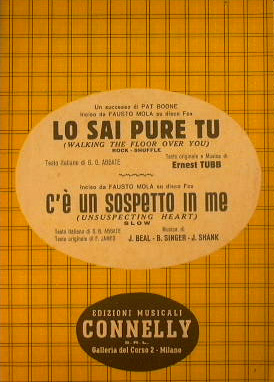 Un successo di PAT BOONE
Inciso da FAUSTO MOLA su disco Fox
LO SAI PURE TU
(WALKING THE FLOOR OVER YOU)
ROCK - SHUFFLE
Testo italiano di G. G. ABBATE
Testo originale e Musica di
Ernest TUBB
Inciso da FAUSTO MOLA su disco Fox
C'È UN SOSPETTO IN ME
(UNSUSPECTING HEART)
SLOW
Testo italiano di G. G. ABBATE
Testo originale di F. JAMES
Musica di
J. BEAL - B. SINGER - J. SHANK
EDIZIONI MUSICALI
CONNELLY
S.R.L.
Galleria del Corso 2 - Milano